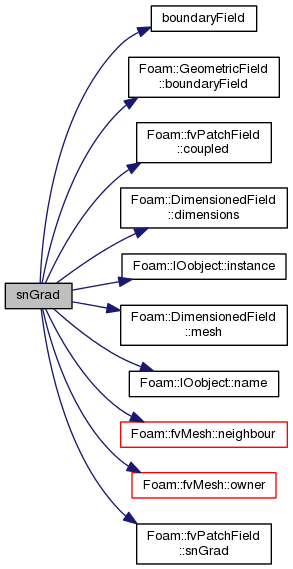 boundaryField
Foam::GeometricField
::boundaryField
Foam::fvPatchField
::coupled
Foam::DimensionedField
::dimensions
Foam::IOobject::instance
snGrad
Foam::DimensionedField
::mesh
Foam::IOobject::name
Foam::fvMesh::neighbour
Foam::fvMesh::owner
Foam::fvPatchField
::snGrad